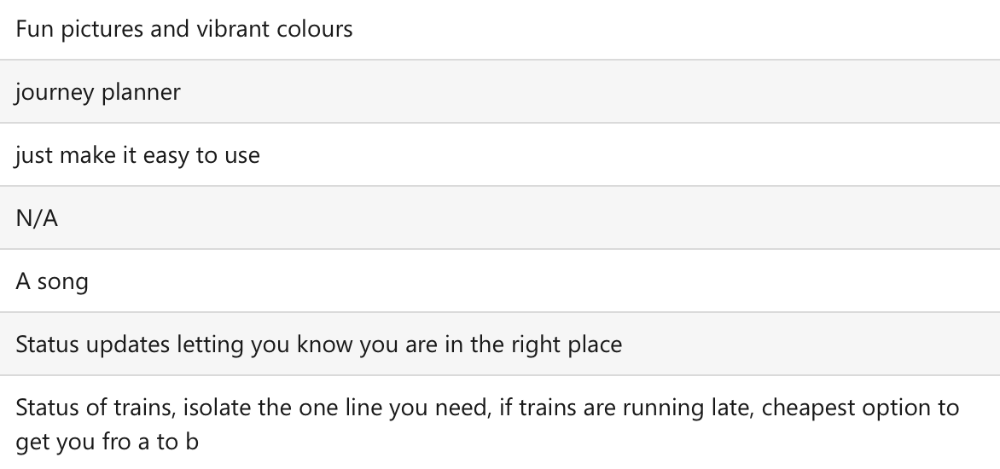 Fun pictures and vibrant colours
journey planner
just make it easy to use
N/A
A song
Status updates letting you know you are in the right place
Status of trains, isolate the one line you need, if trains are running late, cheapest option to
get you fro a to b